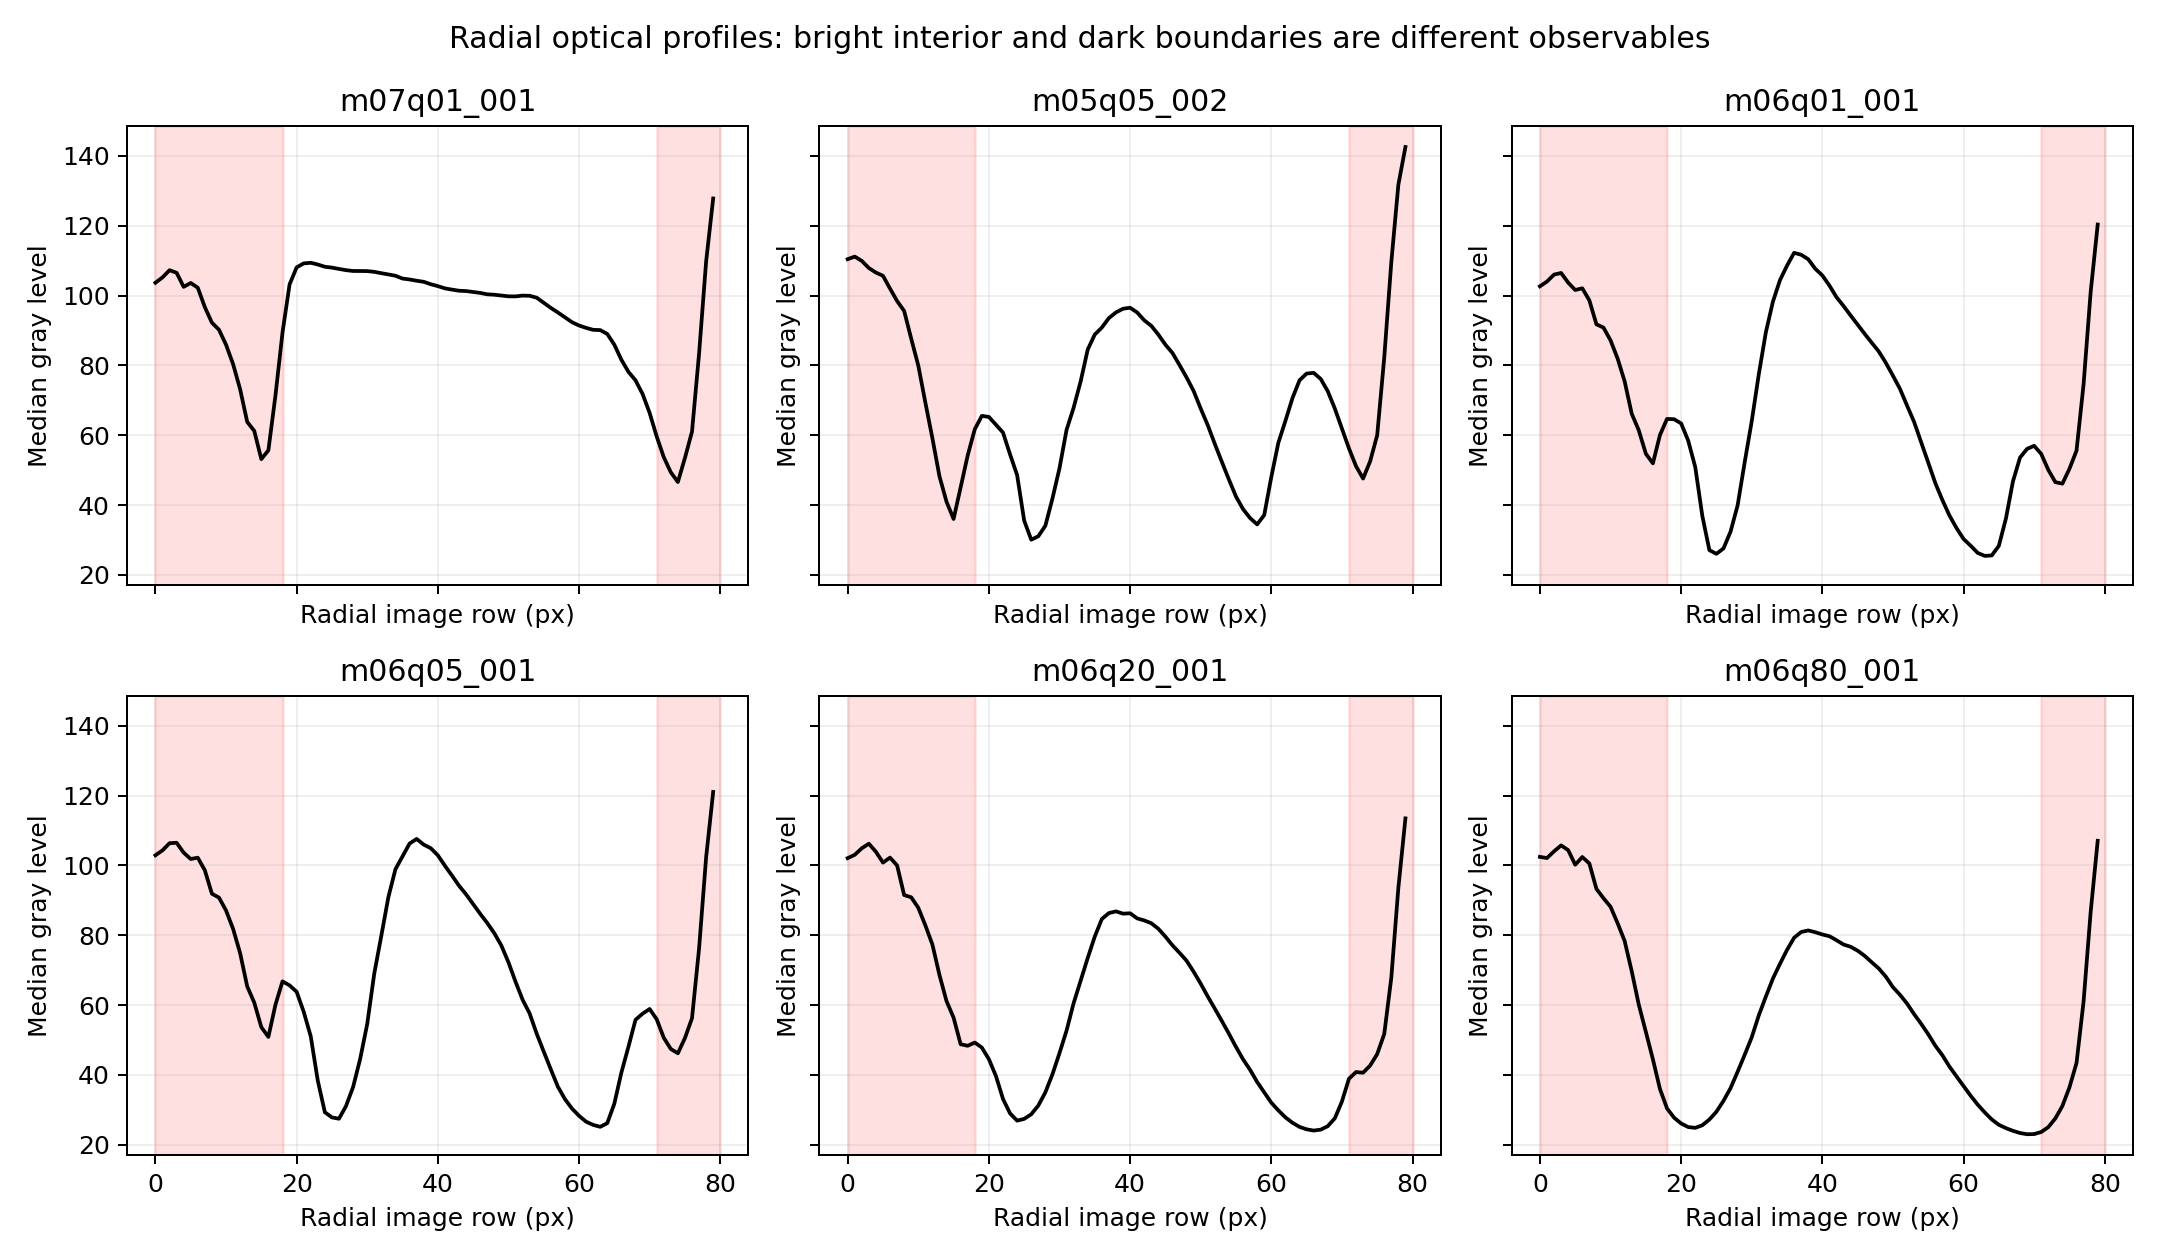 Radial optical profiles: bright interior and dark boundaries are different observables
m07q01_001
m05q05_002
m06q01_001
140
120
100
80
60
40
20
Median gray level
Median gray level
Median gray level
Radial image row (px)
Radial image row (px)
Radial image row (px)
m06q05_001
m06q20_001
m06q80_001
140
120
100
80
60
40
20
Median gray level
Median gray level
Median gray level
0 20 40 60 80
0 20 40 60 80
0 20 40 60 80
Radial image row (px)
Radial image row (px)
Radial image row (px)